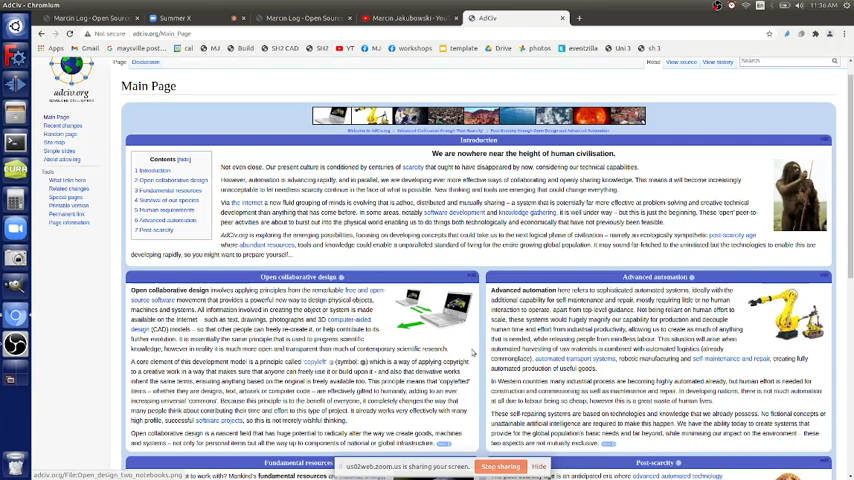 AdCiv - Chromium
11:36 AM
Marcin Log - Open Sourc
Summer X
Marcin Log - Open Sourc
Marcin Jakubowski - You
AdCiv
adciv.org/Main_Page
Not in Chromium
Apps
Gmail
maysville post...
cal
MJ
Build
SH2 CAD
SH2
YT
MJ
workshops
template
Drive
photos
eventzilla
Uni 3
sh 3
Page
Discussion
Read
View source
View history
Search
adciv.org
Main Page
Main Page
Recent changes
Random page
Site map
Simple slides
About adciv.org
Tools
What links here
Related changes
Special pages
Printable version
Permanent link
Page information
Introduction
Contents [hide]
1 Introduction
2 Open collaborative design
3 Fundamental resources
4 Survival of our species
5 Human requirements
6 Advanced automation
7 Post-scarcity
We are nowhere near the height of human civilisation.
Not even close. Our present culture is conditioned by centuries of scarcity that ought to have disappeared by now, considering our technical capabilities.
However, automation is rapidly advancing, and in parallel, we are developing ever more effective ways of collaborating and openly sharing knowledge. This means it will become increasingly
unacceptable to let needless scarcity continue in the face of what is possible. New thinking and tools are emerging that could change everything.
Via the internet a new fluid grouping of minds is evolving that is adhoc, distributed and mutually sharing – a system that is potentially far more effective at problem-solving and creative technical
development than anything that has come before. In some areas, notably software development and knowledge gathering, it is well under way – but this is just the beginning. These 'open' peer-to-
peer activities are about to burst out into the physical world enabling us to do things both technologically and economically that have not previously been feasible.
AdCiv.org is exploring the emerging possibilities, focusing on developing concepts that could take us to the next logical phase of civilisation – namely an ecologically sympathetic post-scarcity age
where abundant resources, tools and knowledge could enable a unparalleled standard of living for the entire growing global population. It may sound far-fetched to the uninitiated but the technologies to enable this are
developing rapidly, so you might want to prepare yourself...
Open collaborative design
Open collaborative design involves applying principles from the remarkable free and open-
source software movement that provides a powerful new way to design physical objects,
machines and systems. All information involved in creating the object or system is made
available on the Internet – such as text, drawings, photographs and 3D computer-aided
design (CAD) models – so that other people can freely re-create it, or help contribute to its
further evolution. It is essentially the same principle that is used to progress scientific
knowledge, however in reality it is much more open and transparent than much of contemporary scientific research.
A core element of this development model is a principle called 'copyleft' (symbol: ) which is a way of applying copyright
to a creative work in a way that makes sure that anyone can freely use it or build upon it - and also that derivative works
inherit the same terms, ensuring anything based on the original is freely available too. This principle means that 'copylefted'
items – whether they are designs, text, artwork or computer code – are effectively gifted to humanity, adding to an ever
increasing universal 'commons'. Because this principle is to the benefit of everyone, it completely changes the way that
many people think about contributing their time and effort to this type of project. It already works very effectively with many
high profile, successful software projects, so this is not merely wishful thinking.
Open collaborative design is a nascent field that has huge potential to radically alter the way we create goods, machines
and systems – not only for personal items but all the way up to components of national or global infrastructure.
Advanced automation
Advanced automation here refers to sophisticated automated systems, ideally with the
additional capability for self-maintenance and repair, mostly requiring little or no human
interaction to operate, apart from top-level guidance. Not being reliant on human effort to
scale, these systems would hugely magnify our capability for production and decouple
human time and effort from industrial productivity, allowing us to create as much of anything
that is needed, while releasing people from mindless labour. This situation will arise when
automated harvesting of raw materials is combined with automated logistics (already
commonplace), automated transport systems, robotic manufacturing and self-maintenance and repair, creating fully
automated production of useful goods.
In Western countries many industrial process are becoming highly automated already, but human effort is needed for
construction and commissioning as well as maintenance and repair. In developing nations, there is not much automation
at all due to labour being so cheap, however this is a great waste of human lives.
These self-repairing systems are based on technologies and knowledge that we already possess. No fictional concepts or
unattainable artificial intelligence are required to make this happen. We have the ability today to create systems that
provide for the global population's basic needs and far beyond, while minimising our impact on the environment – these
two aspects are not mutually exclusive.
Fundamental resources
Post-scarcity
us02web.zoom.us is sharing your screen.
Stop sharing
Hide
adciv.org/File:Open_design_two_notebooks.png